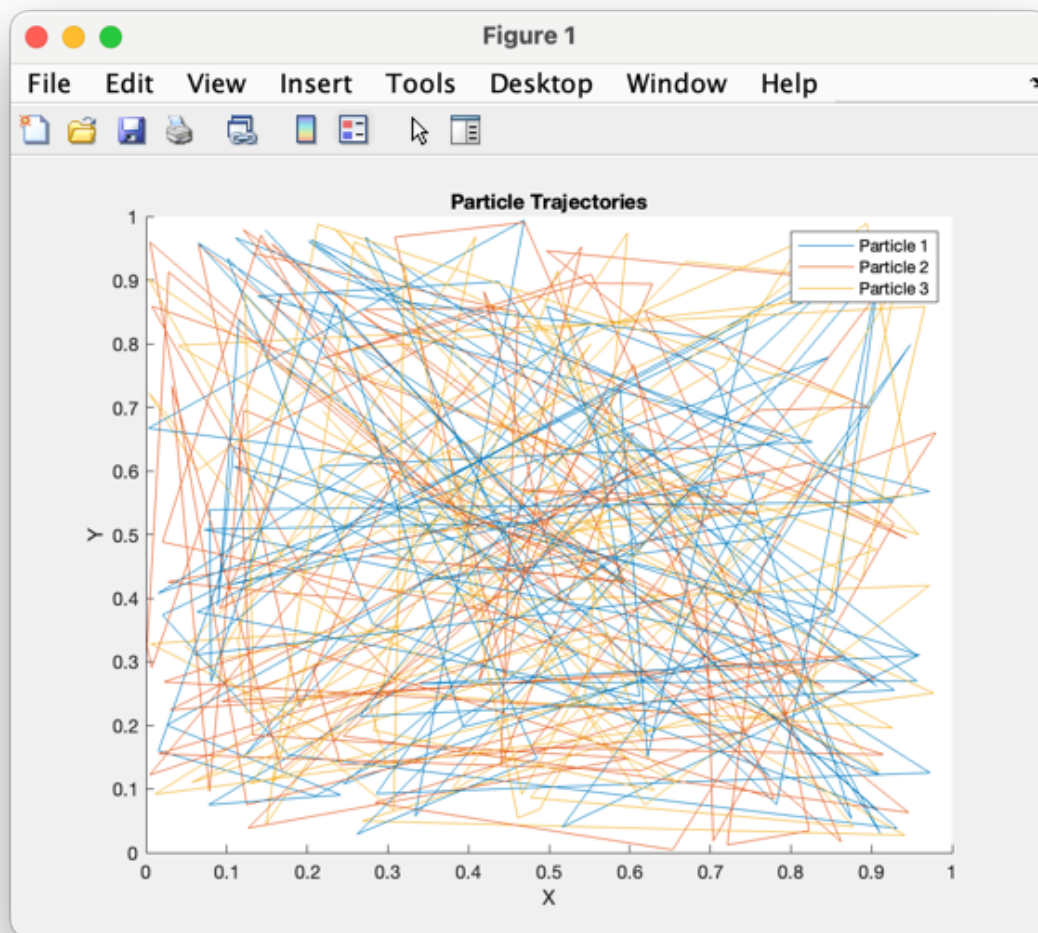 Figure 1
File Edit View Insert Tools Desktop Window Help
Particle Trajectories
Particle 1
Particle 2
Particle 3
1
0.9
0.8
0.7
0.6
0.5
0.4
0.3
0.2
0.1
0
Y
0 0.1 0.2 0.3 0.4 0.5 0.6 0.7 0.8 0.9 1
X